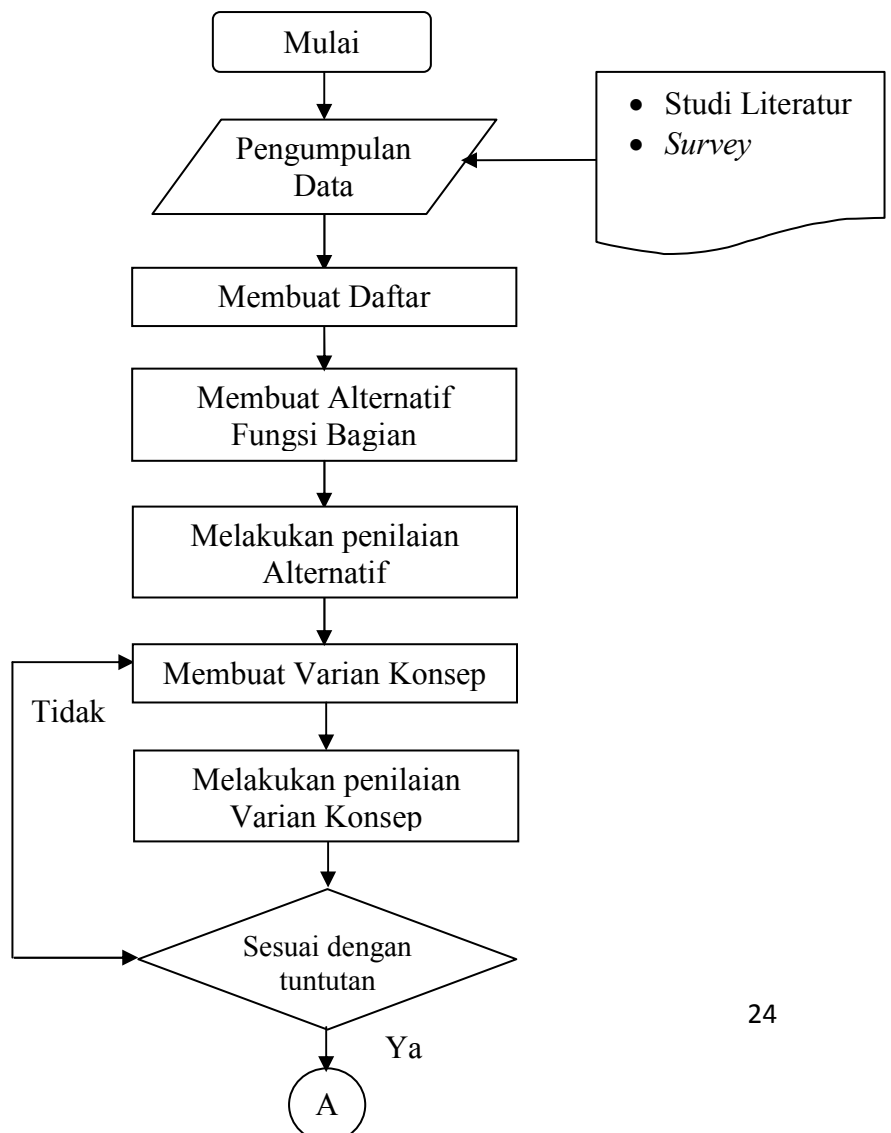 Mulai
• Studi Literatur
• Survey
Pengumpulan
Data
Membuat Daftar
Membuat Alternatif
Fungsi Bagian
Melakukan penilaian
Alternatif
Membuat Varian Konsep
Tidak
Melakukan penilaian
Varian Konsep
Sesuai dengan
tuntutan
Ya
A
24